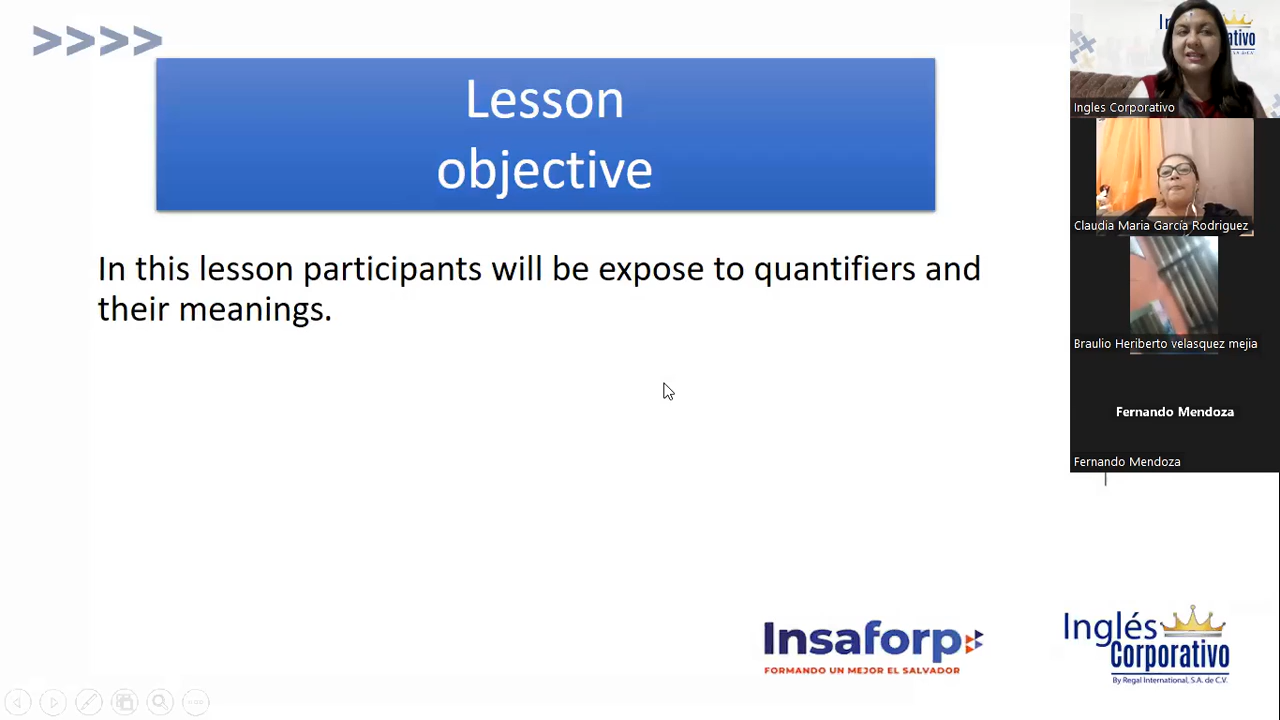 >>>>
Lesson
objective
In this lesson participants will be expose to quantifiers and
their meanings.
Insaforp
FORMANDO UN MEJOR EL SALVADOR
Inglés
Corporativo
By Regal International, S.A. de C.V.
Ingles Corporativo
Claudia Maria García Rodriguez
Braulio Heriberto velasquez mejia
Fernando Mendoza
Fernando Mendoza